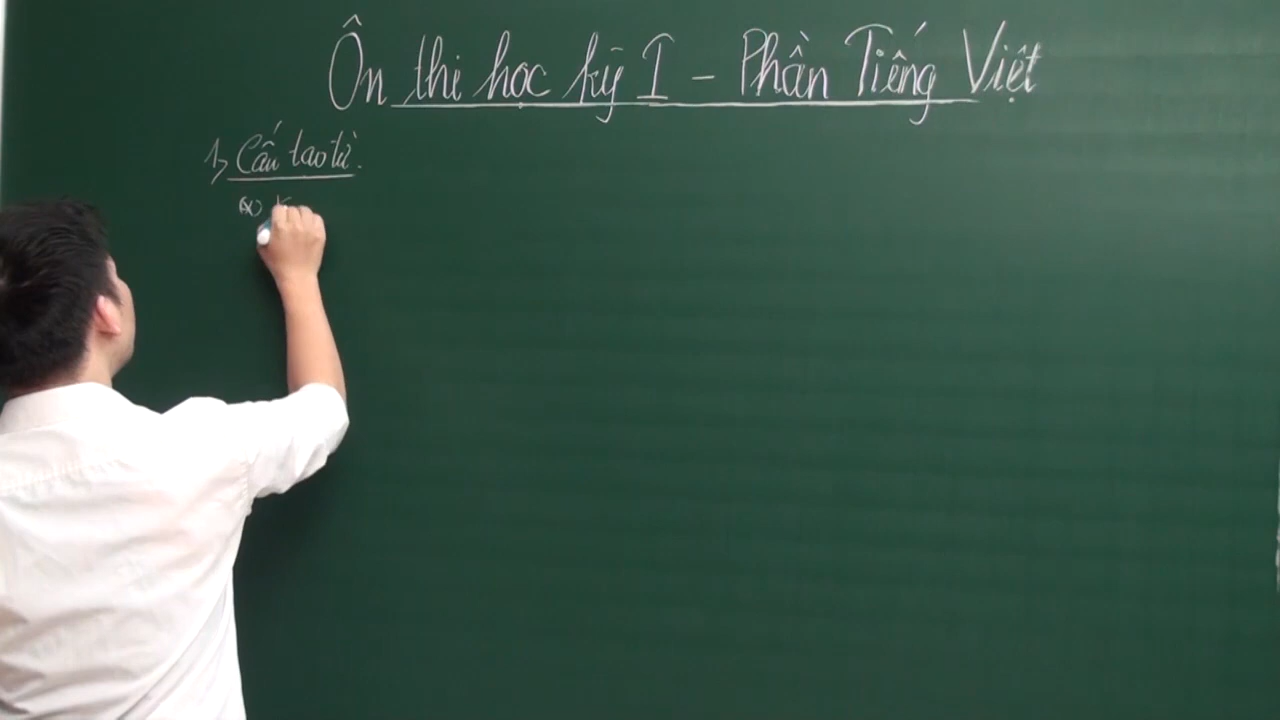 Ôn thi học kỳ I - Phần Tiếng Việt
1, Cấu tạo từ.